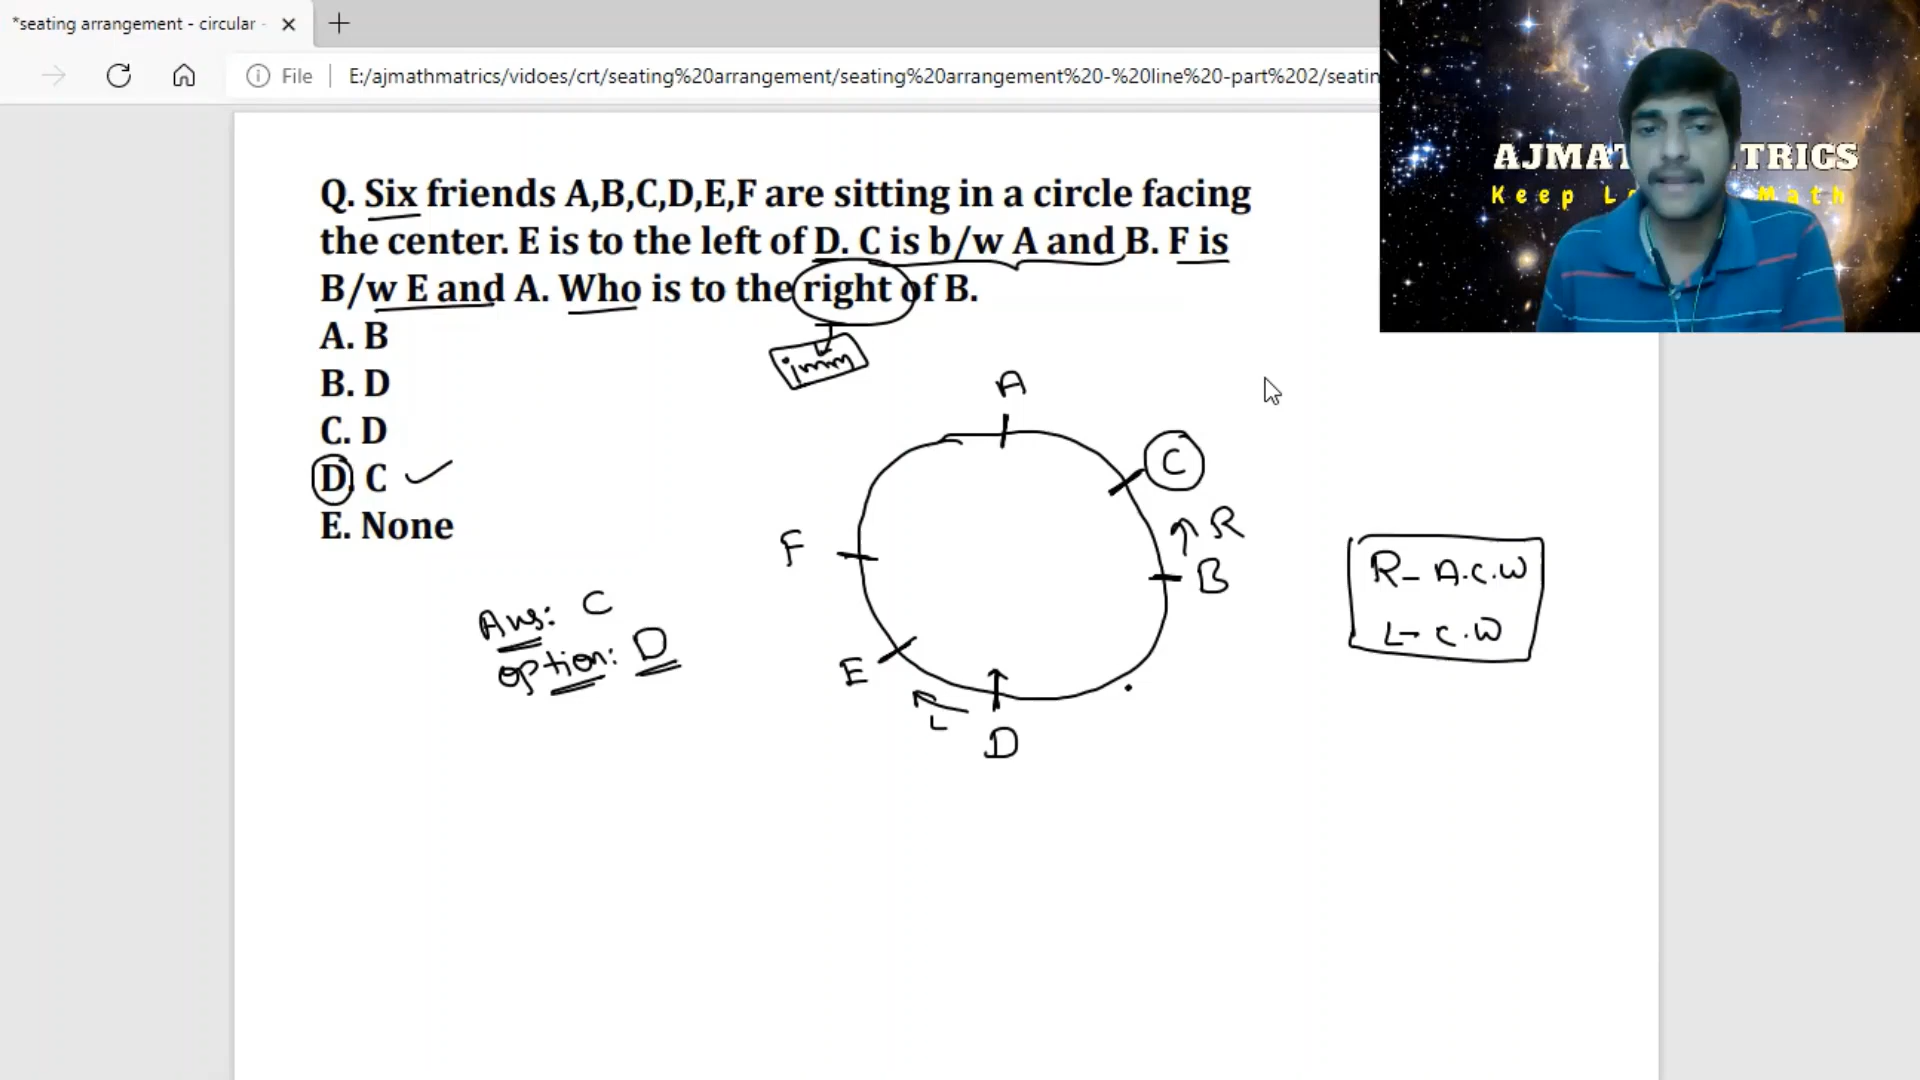 *seating arrangement - circular -
File
E:/ajmathmatrics/vidoes/crt/seating%20arrangement/seating%20arrangement%20-%20line%20-part%202/seatin
AJMAT TRICS
Keep L Math
Q. Six friends A,B,C,D,E,F are sitting in a circle facing
the center. E is to the left of D. C is b/w A and B. F is
B/w E and A. Who is to the right of B.
imm
A. B
B. D
C. D
D. C
E. None
A
C
R
B
F
E
L
D
Ans: C
option: D
R- A.C.W
L- C.W